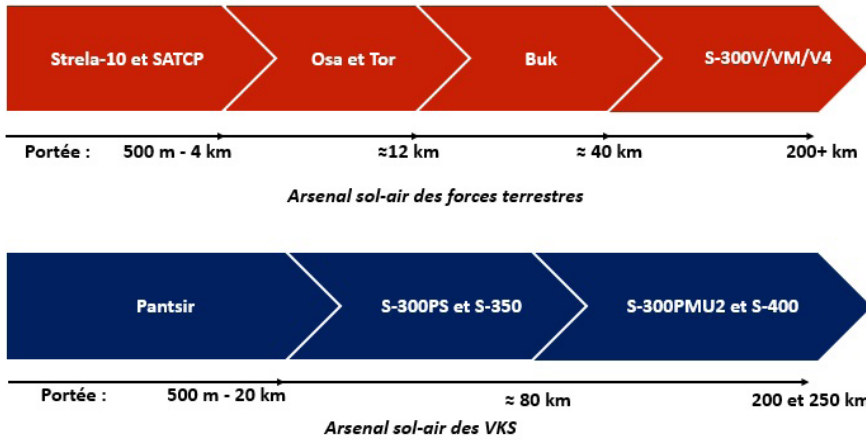 Strela-10 et SATCP Osa et Tor Buk S-300V/VM/V4
Portée : 500 m - 4 km ≈12 km ≈ 40 km 200+ km
Arsenal sol-air des forces terrestres
Pantsir S-300PS et S-350 S-300PMU2 et S-400
Portée : 500 m - 20 km ≈ 80 km 200 et 250 km
Arsenal sol-air des VKS